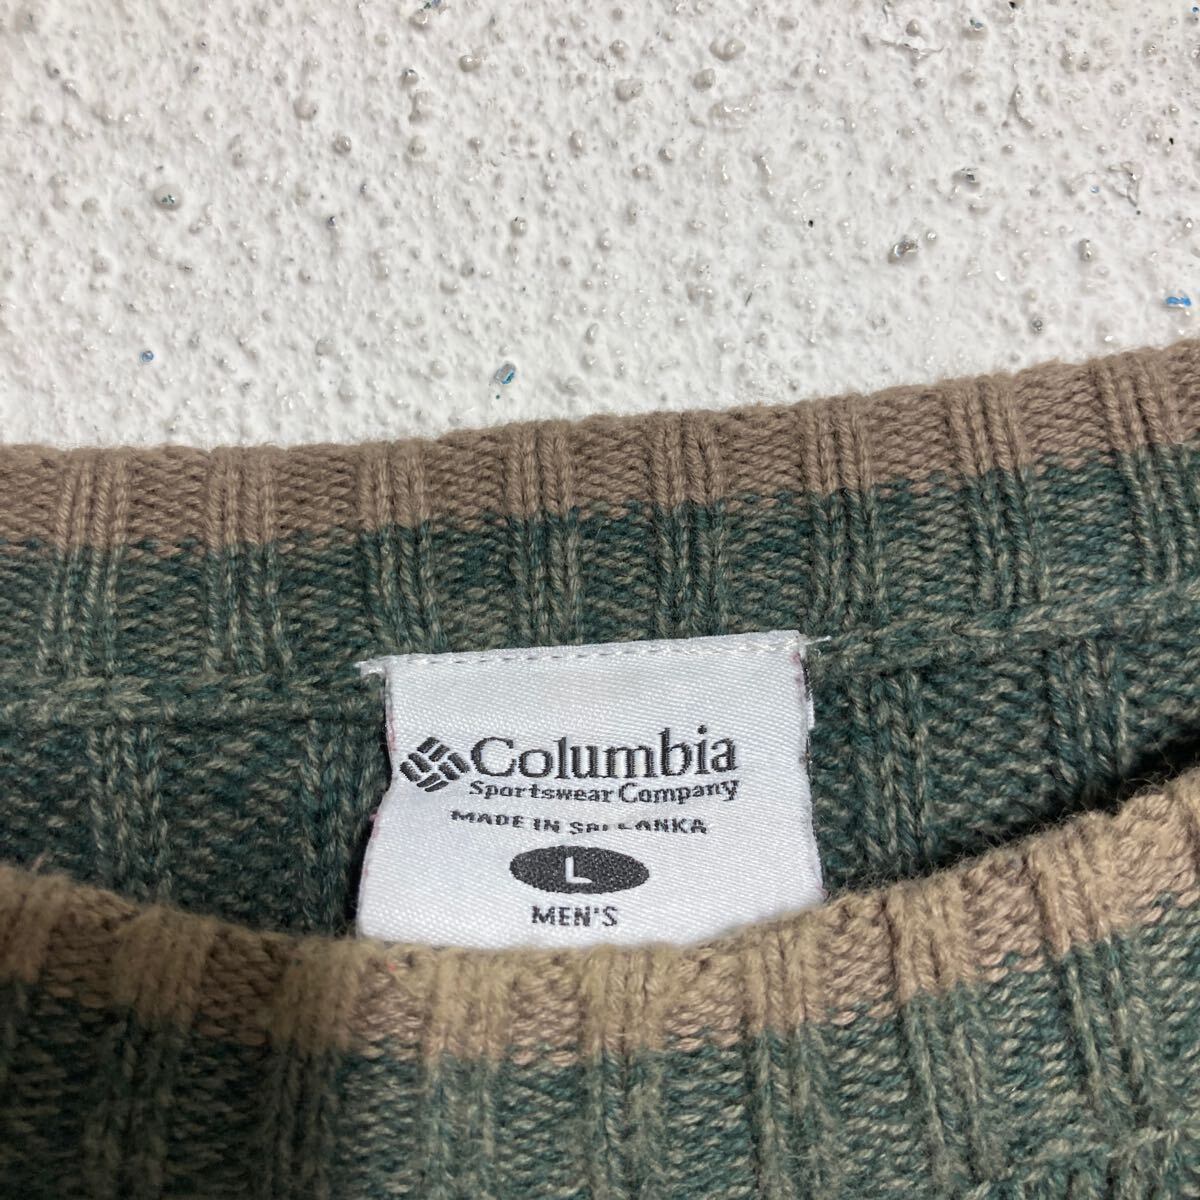 Columbia
Sportswear Company
MADE IN SRI LANKA
L
MEN'S